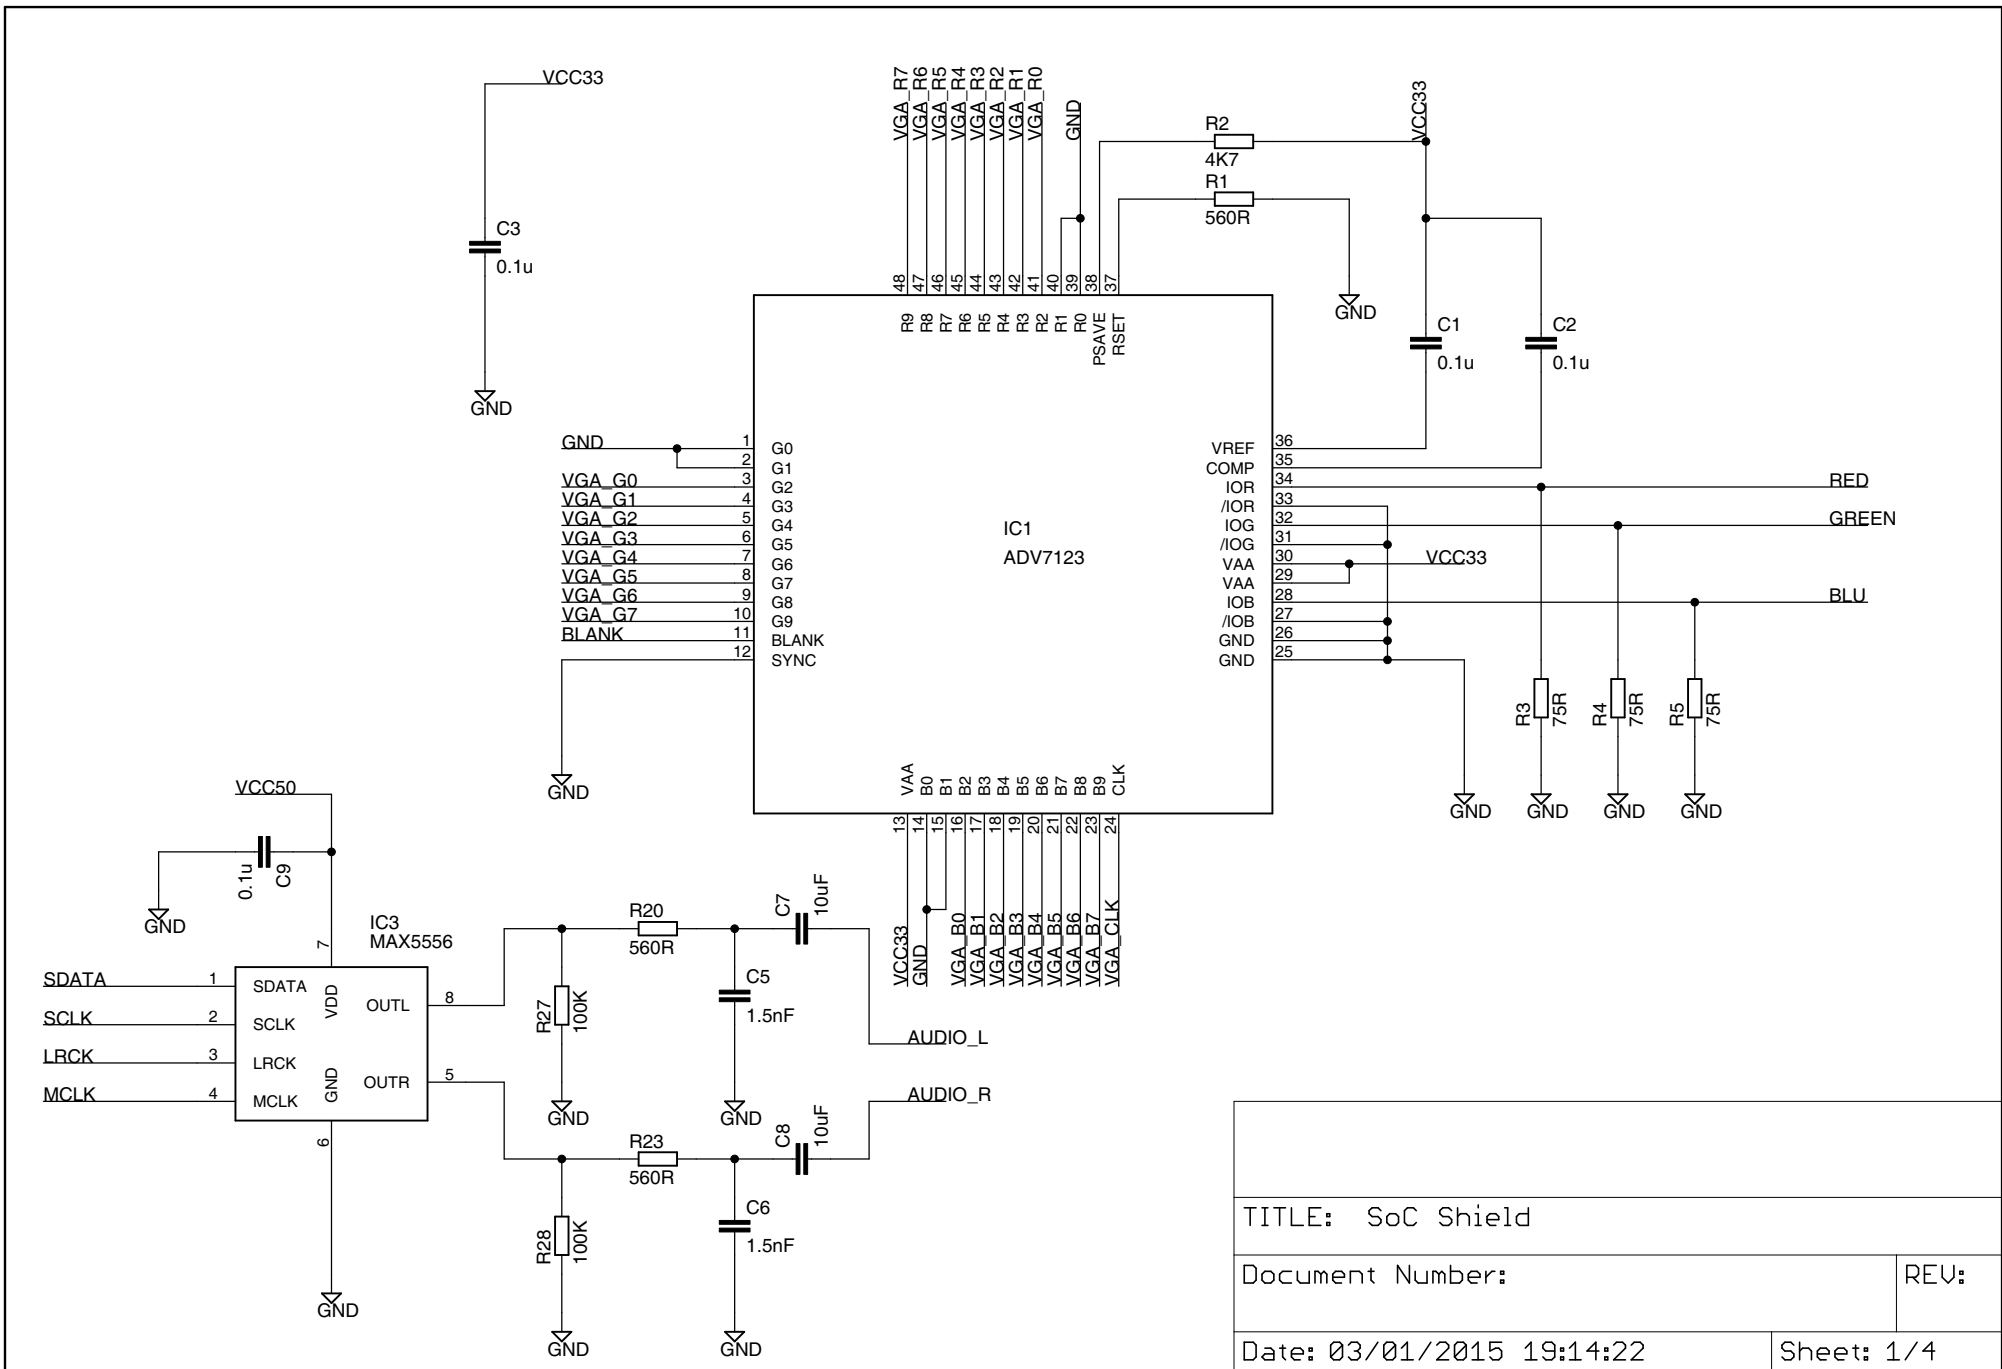 VCC33
C3
0.1u
GND
VGA_R7
VGA_R6
VGA_R5
VGA_R4
VGA_R3
VGA_R2
VGA_R1
VGA_R0
GND
R2
4K7
R1
560R
VCC33
GND
C1
0.1u
C2
0.1u
48
47
46
45
44
43
42
41
40
39
38
37
R9
R8
R7
R6
R5
R4
R3
R2
R1
R0
PSAVE
RSET
GND
VGA_G0
VGA_G1
VGA_G2
VGA_G3
VGA_G4
VGA_G5
VGA_G6
VGA_G7
BLANK
GND
1
2
3
4
5
6
7
8
9
10
11
12
G0
G1
G2
G3
G4
G5
G6
G7
G8
G9
BLANK
SYNC
IC1
ADV7123
VREF
COMP
IOR
/IOR
IOG
/IOG
VAA
VAA
IOB
/IOB
GND
GND
36
35
34
33
32
31
30
29
28
27
26
25
VCC33
RED
GREEN
BLU
R3
75R
R4
75R
R5
75R
GND
GND
GND
GND
VAA
B0
B1
B2
B3
B4
B5
B6
B7
B8
B9
CLK
13
14
15
16
17
18
19
20
21
22
23
24
VCC33
GND
VGA_B0
VGA_B1
VGA_B2
VGA_B3
VGA_B4
VGA_B5
VGA_B6
VGA_B7
VGA_CLK
VCC50
0.1u
C9
GND
IC3
MAX5556
7
SDATA
SCLK
LRCK
MCLK
1
2
3
4
SDATA
SCLK
LRCK
MCLK
VDD
GND
OUTL
OUTR
8
5
6
GND
R20
560R
R27
100K
GND
C5
1.5nF
GND
C7
10uF
AUDIO_L
AUDIO_R
R23
560R
R28
100K
GND
C6
1.5nF
GND
C8
10uF
TITLE: SoC Shield
Document Number:
REV:
Date: 03/01/2015 19:14:22
Sheet: 1/4